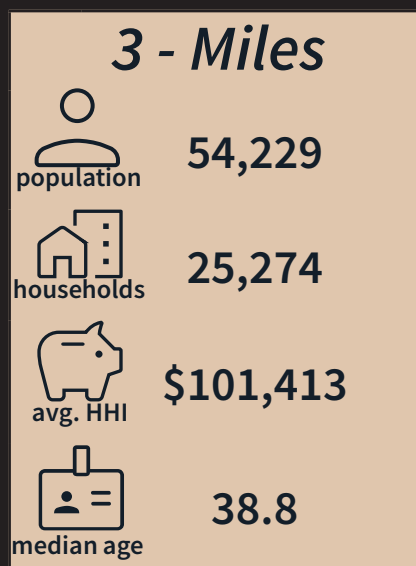 3 - Miles
54,229
population
25,274
households
$101,413
avg. HHI
38.8
median age